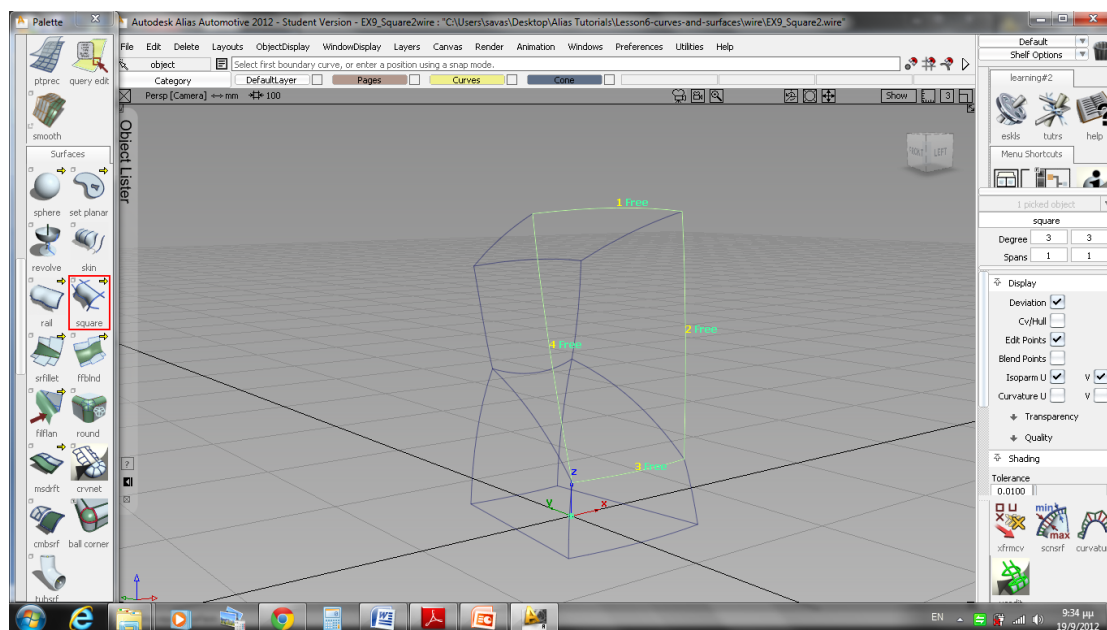 Palette X
Autodesk Alias Automotive 2012 - Student Version - EX9_Square2wire : "C:\Users\savas\Desktop\Alias Tutorials\Lesson6-curves-and-surfaces\wire\EX9_Square2.wire"
File Edit Delete Layouts ObjectDisplay WindowDisplay Layers Canvas Render Animation Windows Preferences Utilities Help
object Select first boundary curve, or enter a position using a snap mode.
Category DefaultLayer Pages Curves Cone
Persp [Camera] mm 100 Show 3
Object Lister
ptprec query edit
smooth
Surfaces
sphere set planar
revolve skin
rail square
srfillet ffblnd
filflan round
msdrft crvnet
cmbsrf ball corner
tubsrf
FRONT LEFT
1 Free
2 Free
4 Free
3 Free
z
y x
?
Default
Shelf Options
learning#2
eskls tutrs help
Menu Shortcuts
1 picked object
square
Degree 3 3
Spans 1 1
Display
Deviation
Cv/Hull
Edit Points
Blend Points
Isoparm U V
Curvature U V
Transparency
Quality
Shading
Tolerance
0.0100
min
max
xfrmcv scnsrf curvatu
EN 9:34 μμ
19/9/2012